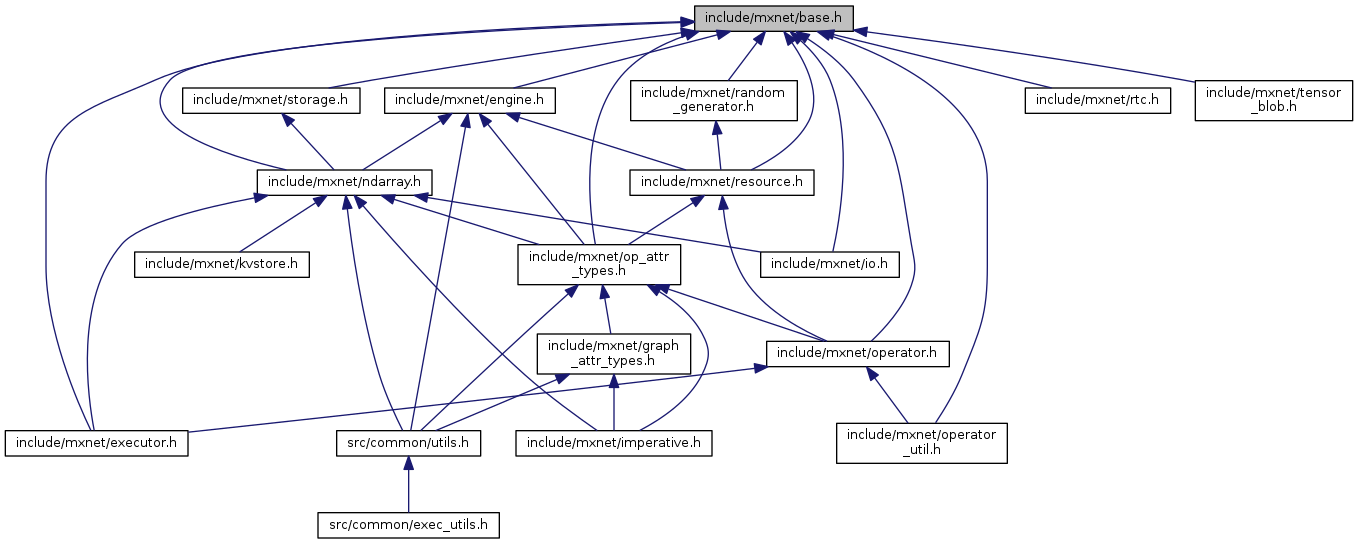 include/mxnet/base.h
include/mxnet/storage.h
include/mxnet/engine.h
include/mxnet/random
_generator.h
include/mxnet/rtc.h
include/mxnet/tensor
_blob.h
include/mxnet/ndarray.h
include/mxnet/resource.h
include/mxnet/kvstore.h
include/mxnet/op_attr
_types.h
include/mxnet/io.h
include/mxnet/graph
_attr_types.h
include/mxnet/operator.h
include/mxnet/executor.h
src/common/utils.h
include/mxnet/imperative.h
include/mxnet/operator
_util.h
src/common/exec_utils.h